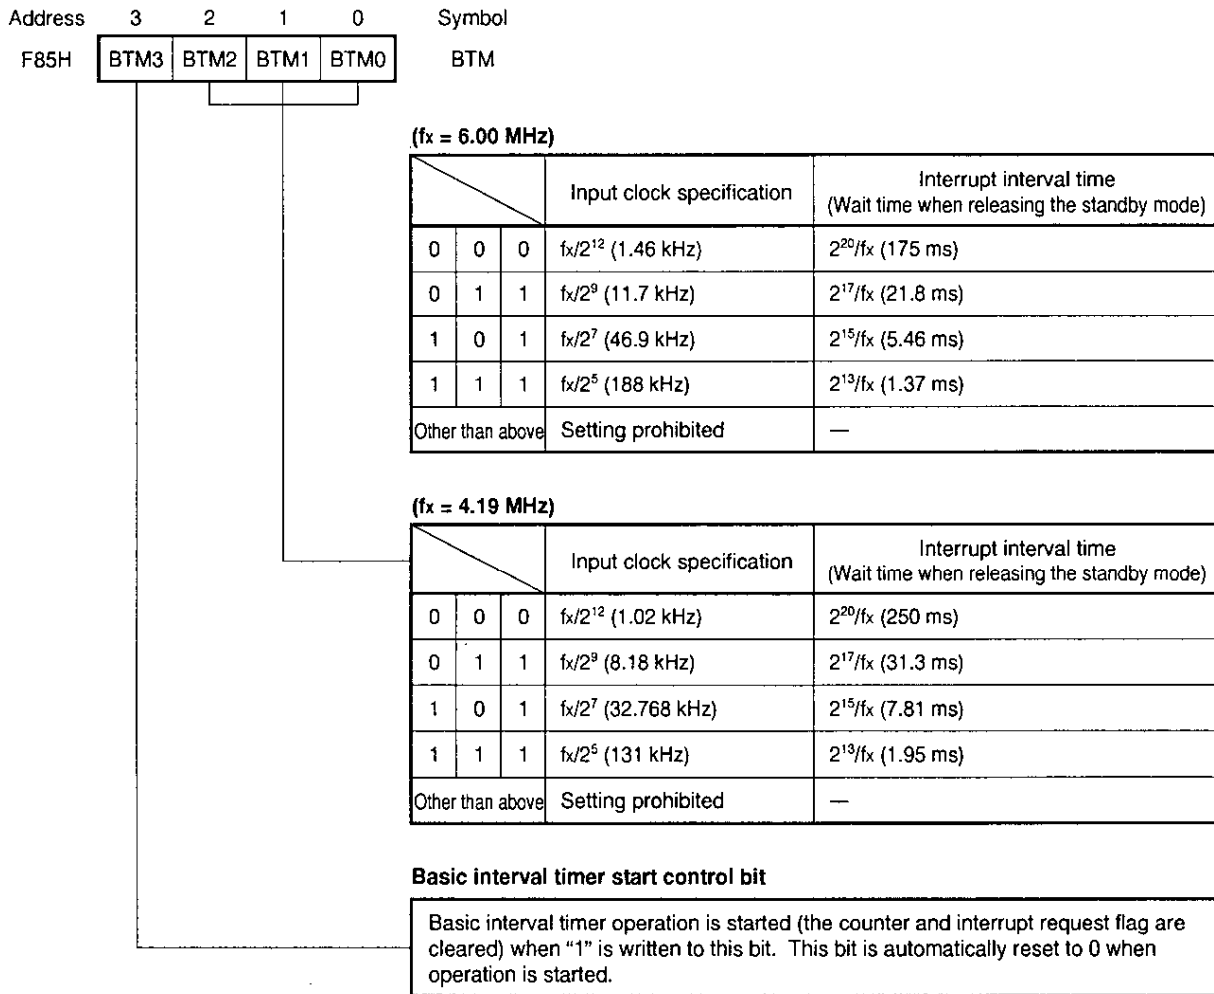 Address 3 2 1 0 Symbol
F85H BTM3 BTM2 BTM1 BTM0 BTM
(fx = 6.00 MHz)
Input clock specification Interrupt interval time
(Wait time when releasing the standby mode)
0 0 0 fx/2¹² (1.46 kHz) 2²⁰/fx (175 ms)
0 1 1 fx/2⁹ (11.7 kHz) 2¹⁷/fx (21.8 ms)
1 0 1 fx/2⁷ (46.9 kHz) 2¹⁵/fx (5.46 ms)
1 1 1 fx/2⁵ (188 kHz) 2¹³/fx (1.37 ms)
Other than above Setting prohibited —
(fx = 4.19 MHz)
Input clock specification Interrupt interval time
(Wait time when releasing the standby mode)
0 0 0 fx/2¹² (1.02 kHz) 2²⁰/fx (250 ms)
0 1 1 fx/2⁹ (8.18 kHz) 2¹⁷/fx (31.3 ms)
1 0 1 fx/2⁷ (32.768 kHz) 2¹⁵/fx (7.81 ms)
1 1 1 fx/2⁵ (131 kHz) 2¹³/fx (1.95 ms)
Other than above Setting prohibited —
Basic interval timer start control bit
Basic interval timer operation is started (the counter and interrupt request flag are
cleared) when “1” is written to this bit. This bit is automatically reset to 0 when
operation is started.